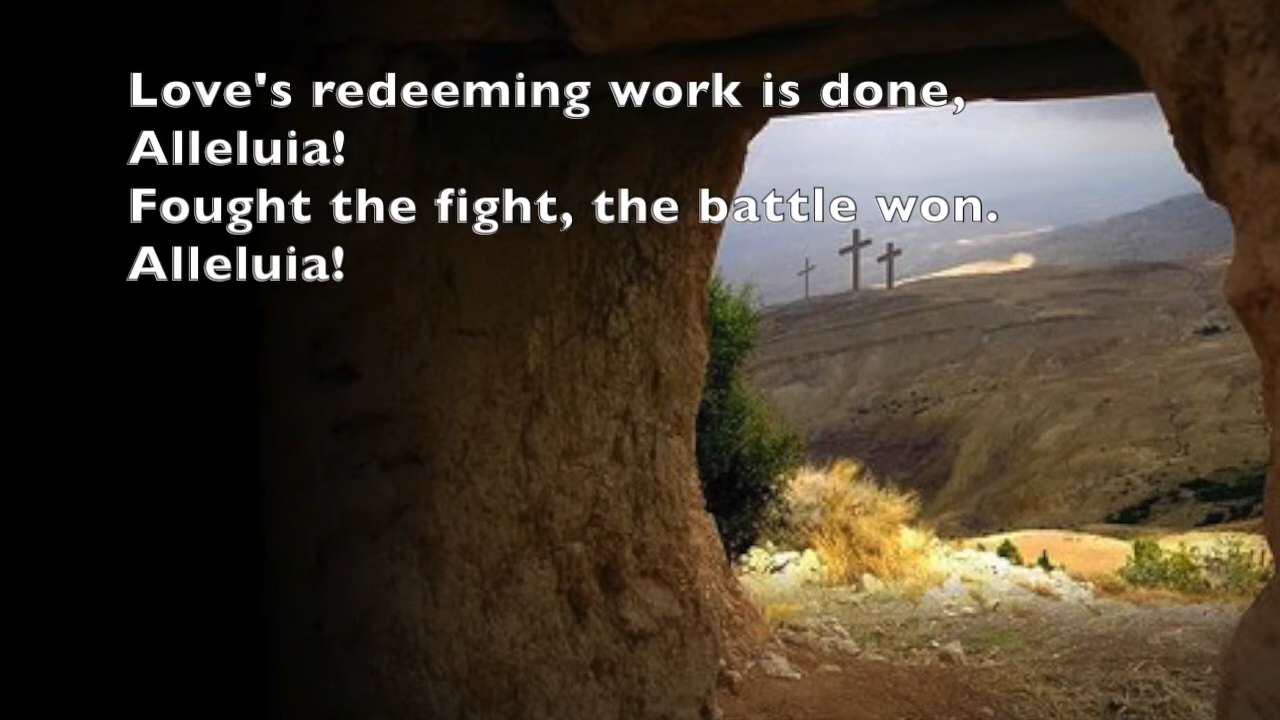 Love's redeeming work is done,
Alleluia!
Fought the fight, the battle won.
Alleluia!